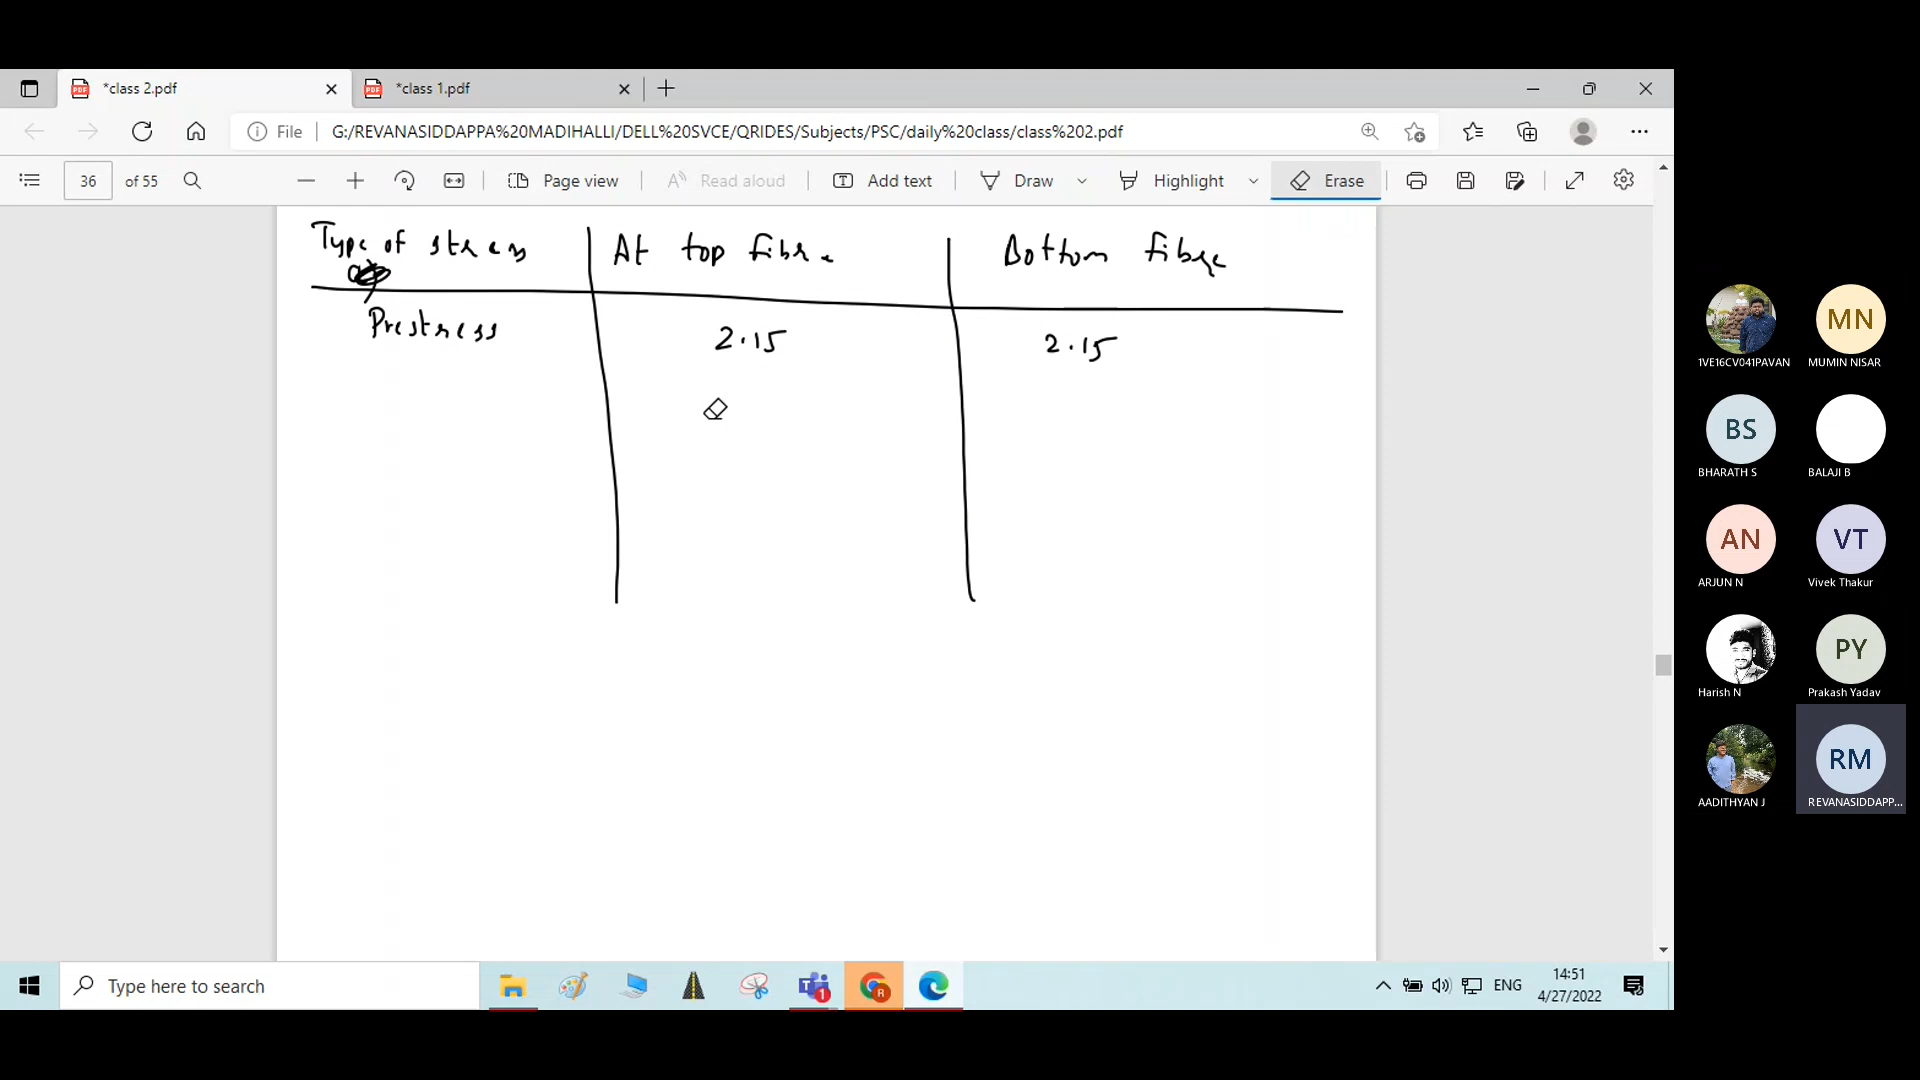 *class 2.pdf
*class 1.pdf
File
G:/REVANASIDDAPPA%20MADIHALLI/DELL%20SVCE/QRIDES/Subjects/PSC/daily%20class/class%202.pdf
36 of 55
Page view
Read aloud
Add text
Draw
Highlight
Erase
Type of stress
At top fibre
Bottom fibre
Prestress
2.15
2.15
1VE16CV041PAVAN
MUMIN NISAR
MN
BS
BHARATH S
BALAJI B
AN
VT
ARJUN N
Vivek Thakur
PY
Harish N
Prakash Yadav
RM
AADITHYAN J
REVANASIDDAPP...
Type here to search
1
R
ENG
14:51
4/27/2022